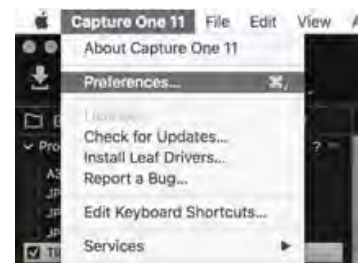 Capture One 11 File Edit View
About Capture One 11
Preferences... ⌘,
Check for Updates...
Install Leaf Drivers...
Report a Bug...
Edit Keyboard Shortcuts...
Services
?